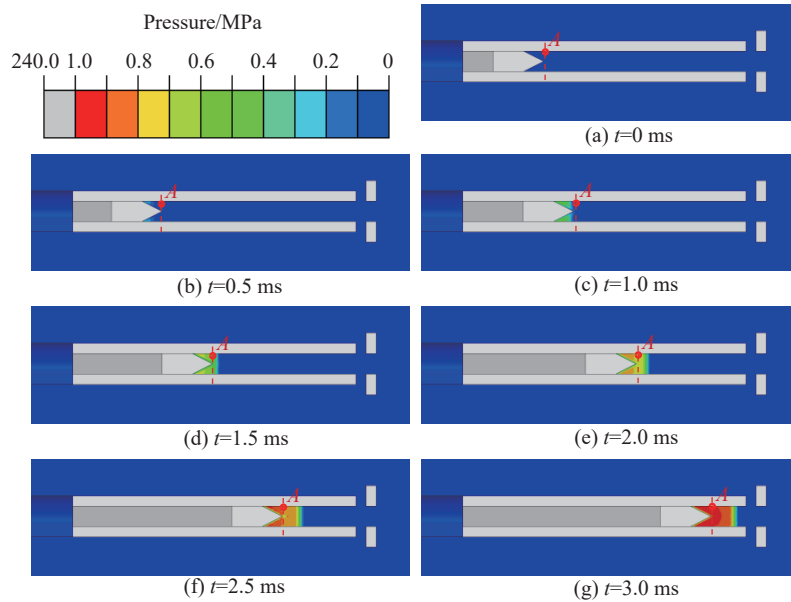 Pressure/MPa
240.0 1.0 0.8 0.6 0.4 0.2 0
A
(a) t=0 ms
A
(b) t=0.5 ms
A
(c) t=1.0 ms
A
(d) t=1.5 ms
A
(e) t=2.0 ms
A
(f) t=2.5 ms
A
(g) t=3.0 ms